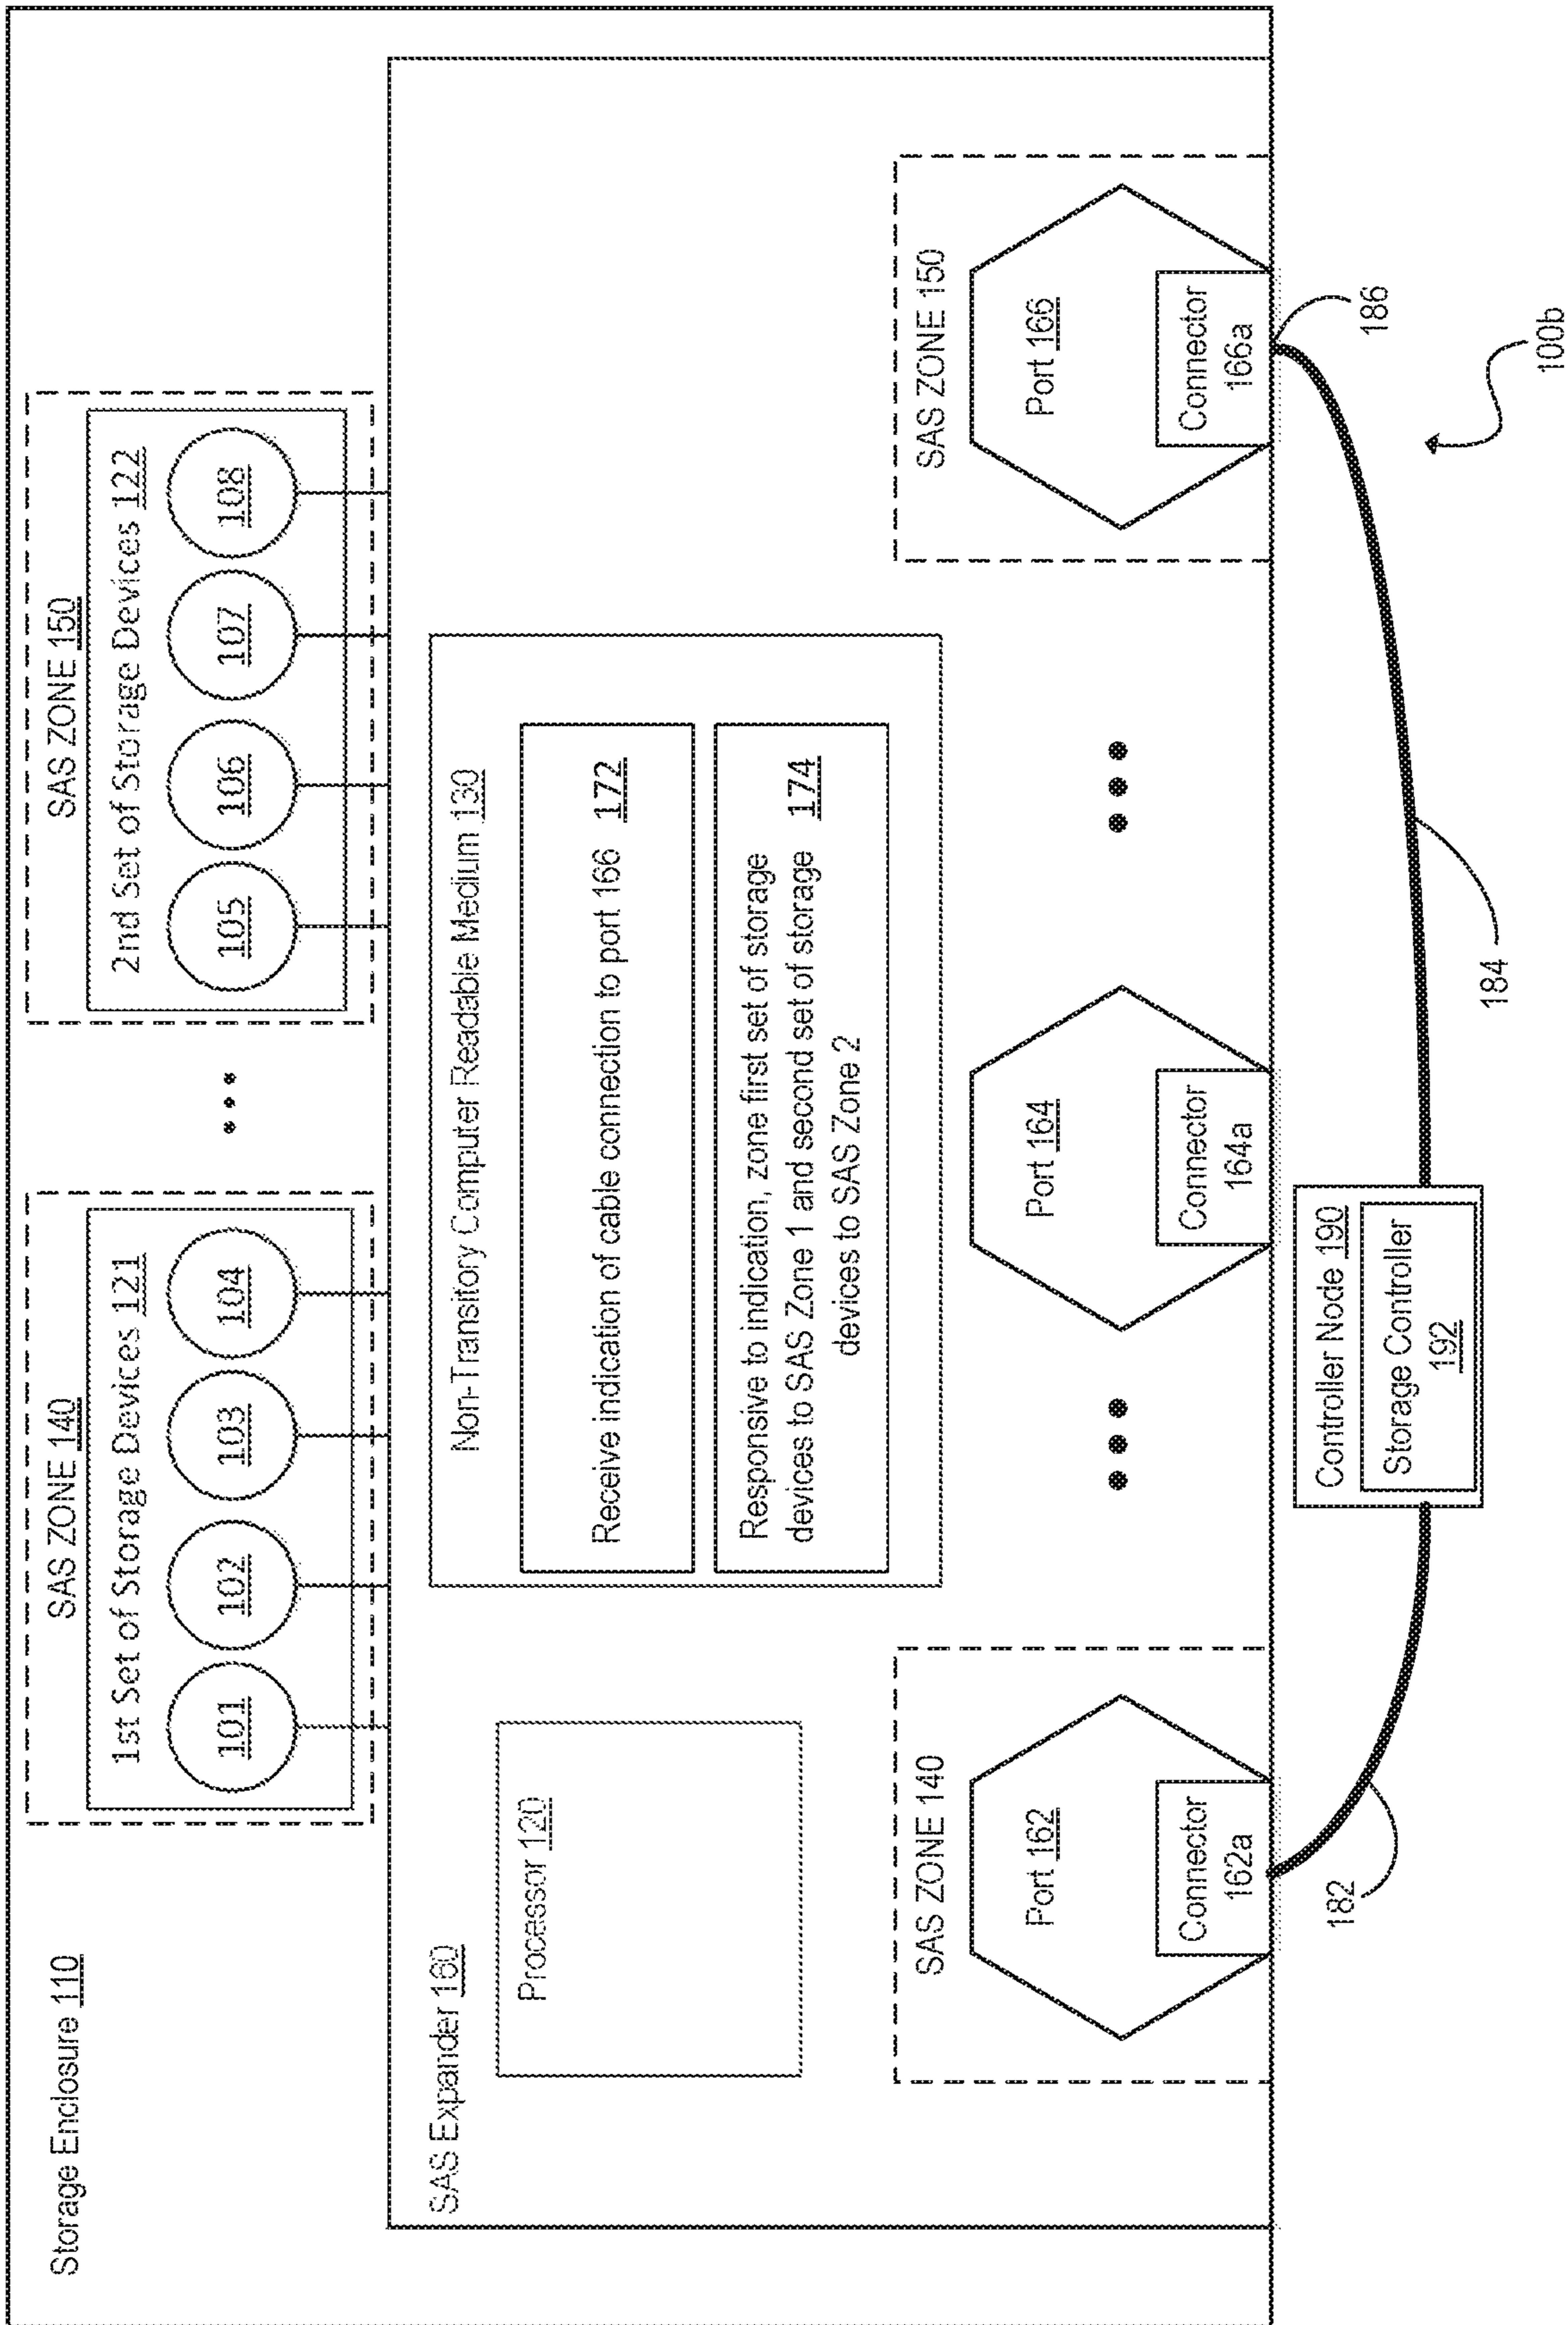 Storage Enclosure 110
SAS ZONE 140
1st Set of Storage Devices 121
101
102
103
104
SAS ZONE 150
2nd Set of Storage Devices 122
105
106
107
108
SAS Expander 160
Processor 120
Non-Transitory Computer Readable Medium 130
Receive indication of cable connection to port 166 172
Responsive to indication, zone first set of storage
devices to SAS Zone 1 and second set of storage 174
devices to SAS Zone 2
SAS ZONE 140
Port 162
Connector
162a
Port 164
Connector
164a
SAS ZONE 150
Port 166
Connector
166a
182
Controller Node 190
Storage Controller
192
184
186
100b